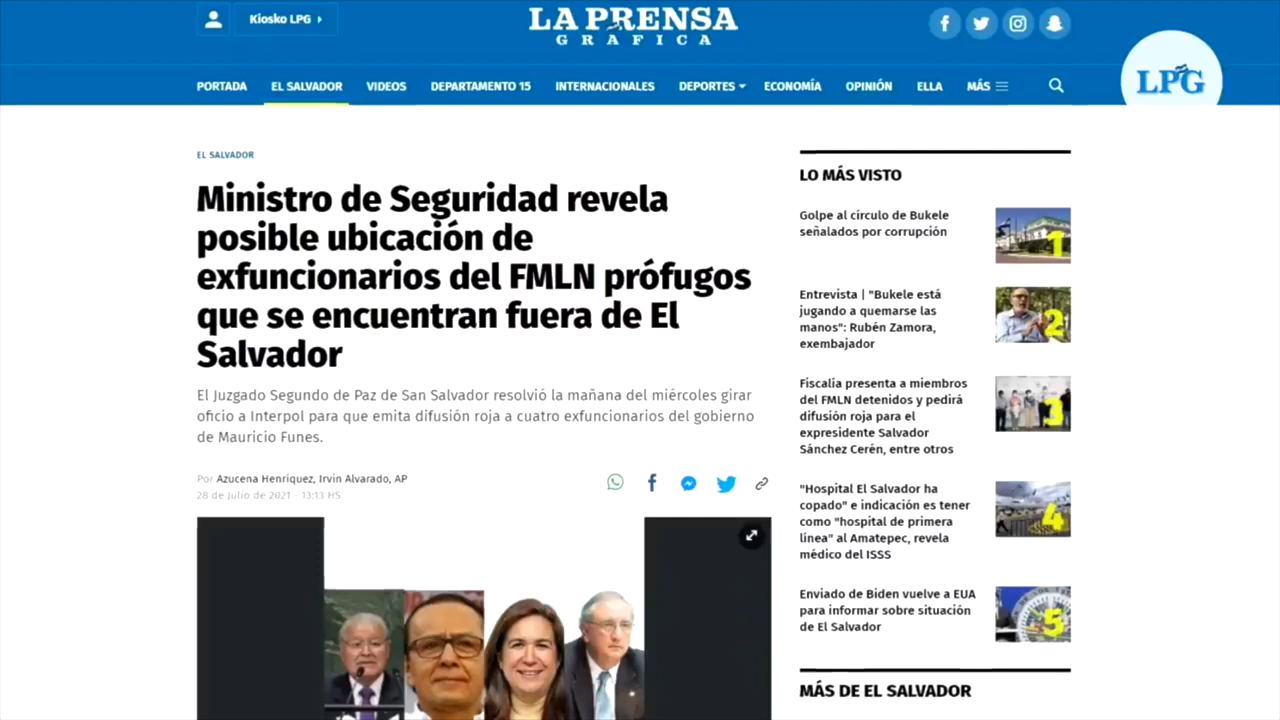 Kiosko LPG
LA PRENSA
GRÁFICA
PORTADA
EL SALVADOR
VIDEOS
DEPARTAMENTO 15
INTERNACIONALES
DEPORTES
ECONOMÍA
OPINIÓN
ELLA
MÁS
LPG
EL SALVADOR
Ministro de Seguridad revela
posible ubicación de
exfuncionarios del FMLN prófugos
que se encuentran fuera de El
Salvador
El Juzgado Segundo de Paz de San Salvador resolvió la mañana del miércoles girar
oficio a Interpol para que emita difusión roja a cuatro exfuncionarios del gobierno
de Mauricio Funes.
Por Azucena Henríquez, Irvin Alvarado, AP
28 de Julio de 2021 - 13:13 HS
LO MÁS VISTO
Golpe al círculo de Bukele
señalados por corrupción
1
Entrevista | "Bukele está
jugando a quemarse las
manos": Rubén Zamora,
exembajador
2
Fiscalía presenta a miembros
del FMLN detenidos y pedirá
difusión roja para el
expresidente Salvador
Sánchez Cerén, entre otros
3
"Hospital El Salvador ha
copado" e indicación es tener
como "hospital de primera
línea" al Amatepec, revela
médico del ISSS
4
Enviado de Biden vuelve a EUA
para informar sobre situación
de El Salvador
5
MÁS DE EL SALVADOR